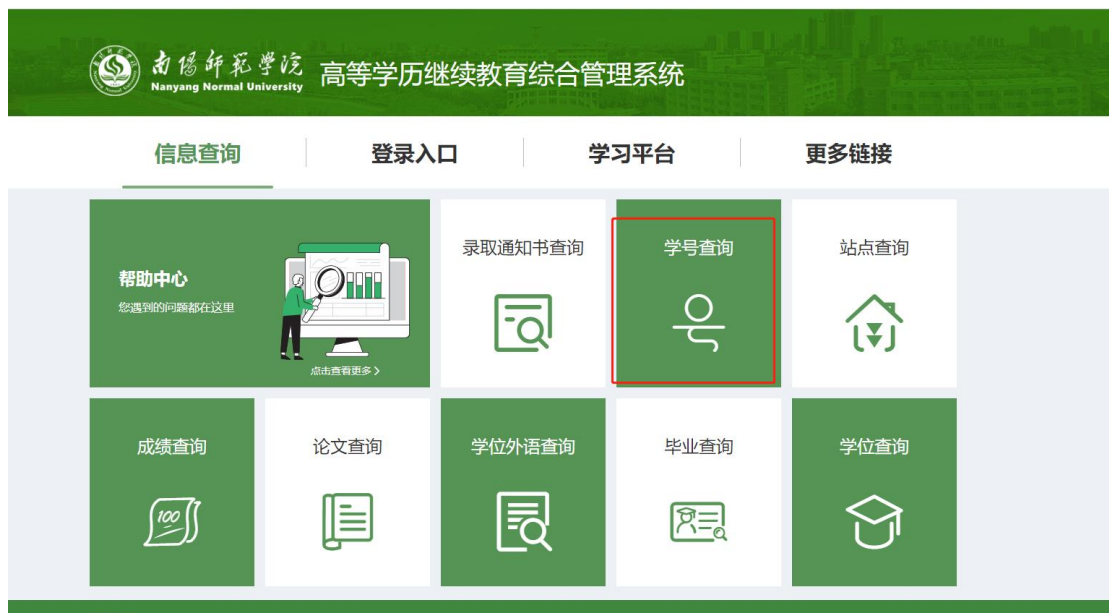 南陽师范學院
Nanyang Normal University
高等学历继续教育综合管理系统
信息查询
登录入口
学习平台
更多链接
帮助中心
您遇到的问题都在这里
点击查看更多 >
录取通知书查询
学号查询
站点查询
成绩查询
100
论文查询
学位外语查询
毕业查询
学位查询